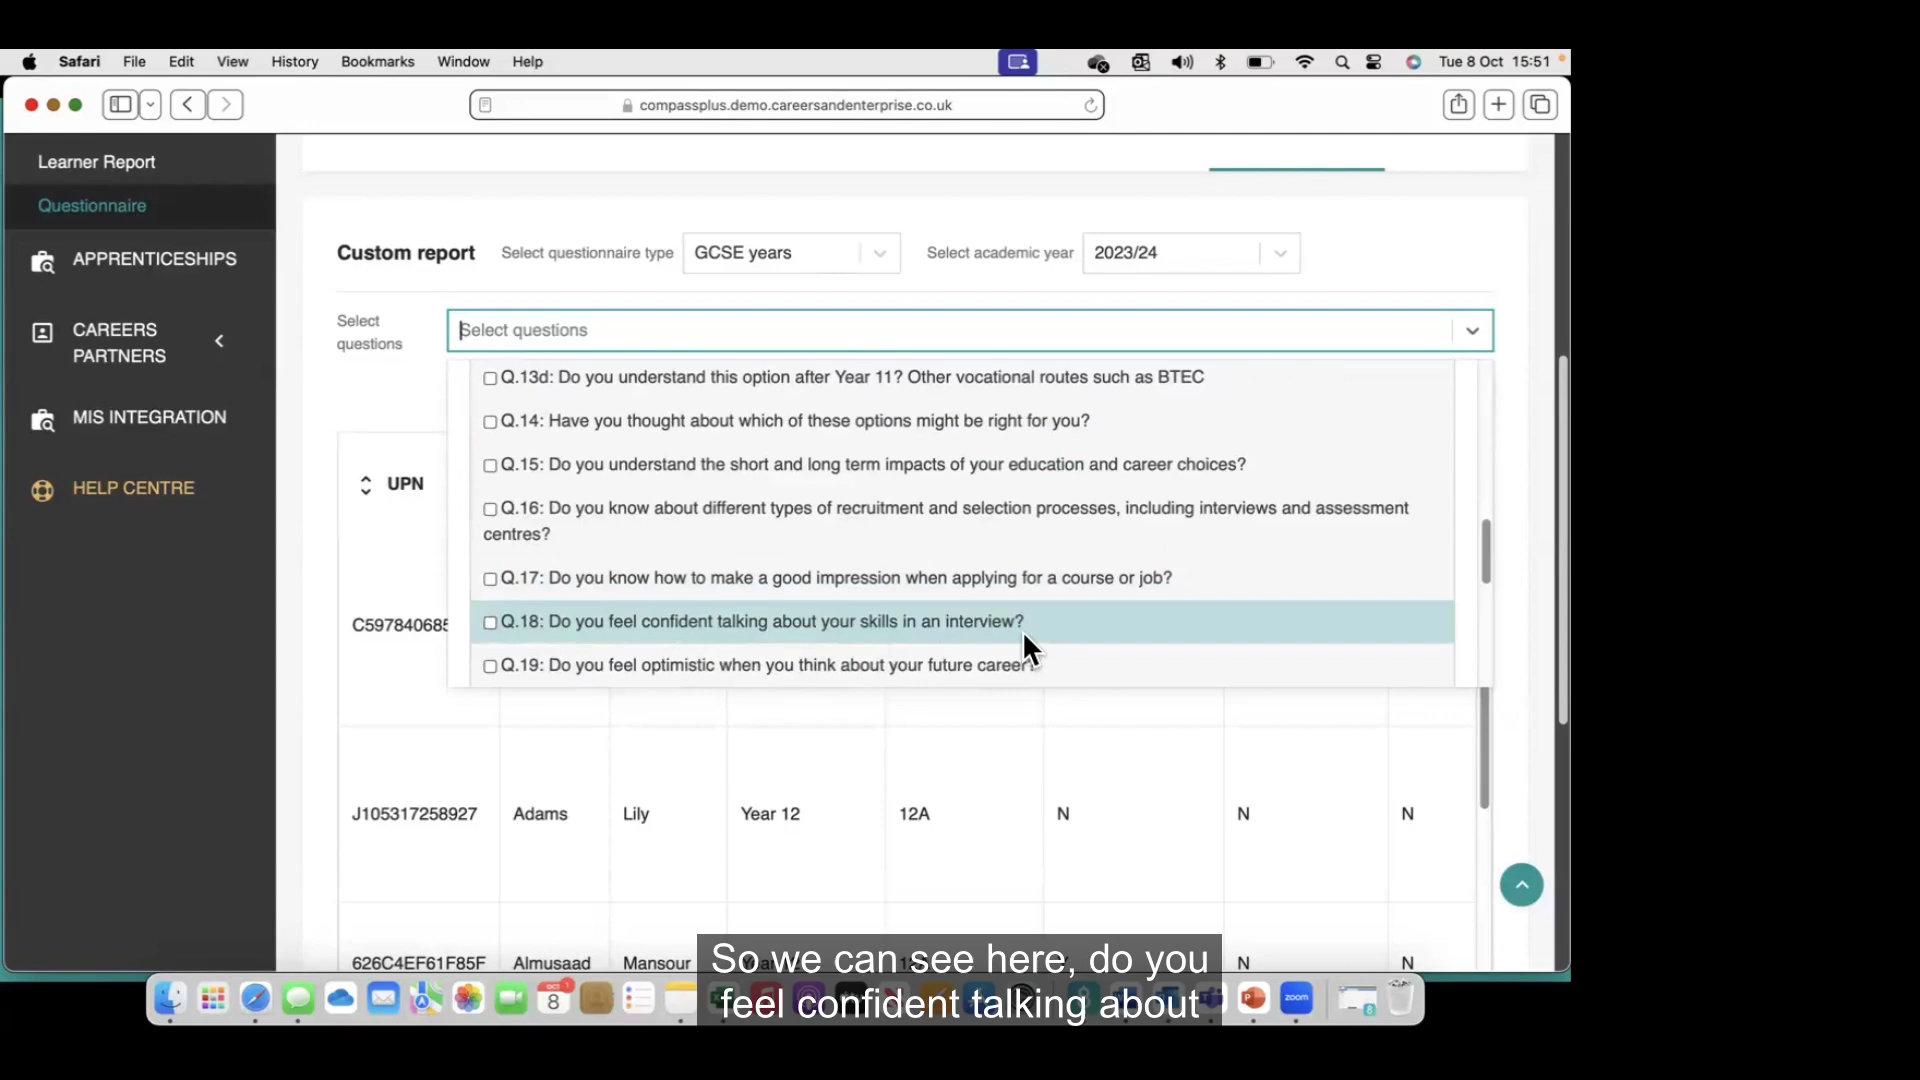 Safari File Edit View History Bookmarks Window Help Tue 8 Oct 15:51
compassplus.demo.careersandenterprise.co.uk
Learner Report
Questionnaire
APPRENTICESHIPS
CAREERS
PARTNERS
MIS INTEGRATION
HELP CENTRE
Custom report Select questionnaire type GCSE years Select academic year 2023/24
Select
questions
Select questions
Q.13d: Do you understand this option after Year 11? Other vocational routes such as BTEC
Q.14: Have you thought about which of these options might be right for you?
Q.15: Do you understand the short and long term impacts of your education and career choices?
Q.16: Do you know about different types of recruitment and selection processes, including interviews and assessment
centres?
Q.17: Do you know how to make a good impression when applying for a course or job?
Q.18: Do you feel confident talking about your skills in an interview?
Q.19: Do you feel optimistic when you think about your future career?
UPN
C597840685
J105317258927 Adams Lily Year 12 12A N N N
626C4EF61F85F Almusaad Mansour N N
So we can see here, do you
feel confident talking about
OCT
8
zoom